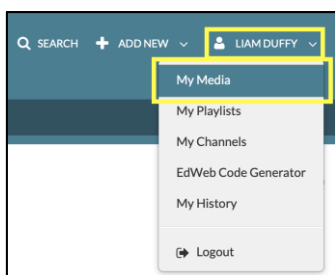 SEARCH ADD NEW LIAM DUFFY
My Media
My Playlists
My Channels
EdWeb Code Generator
My History
Logout